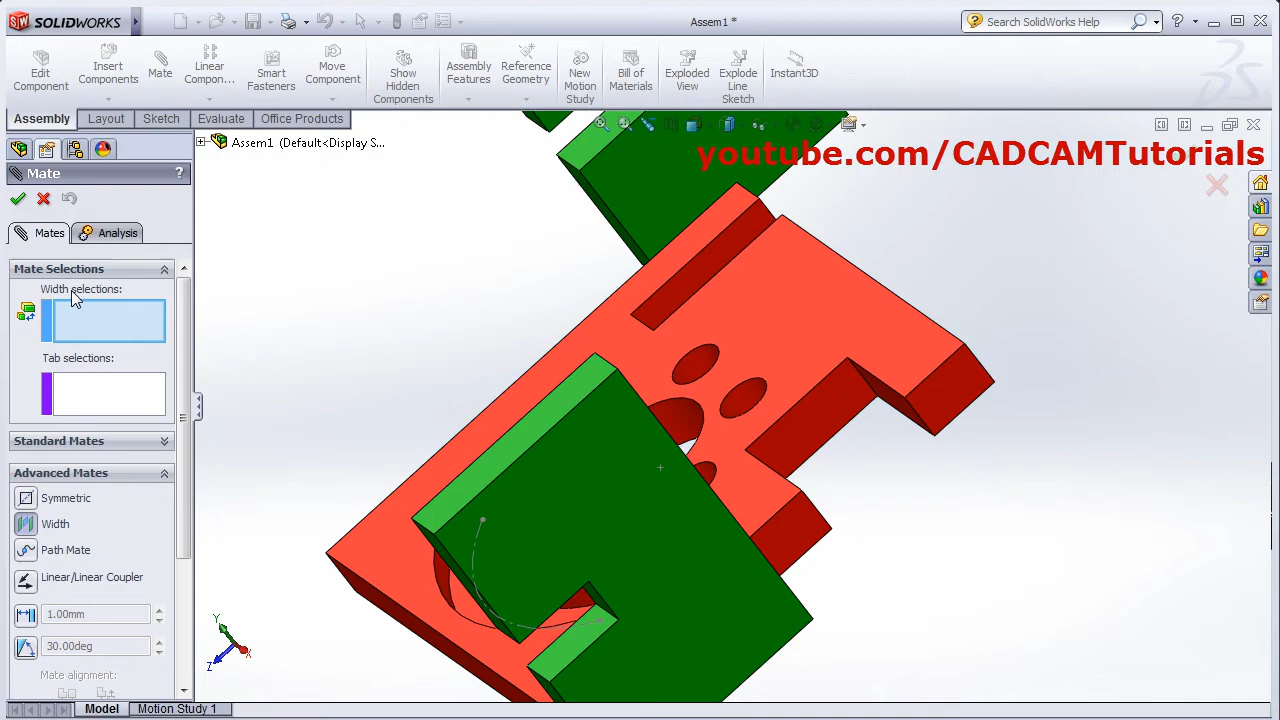 SOLIDWORKS
Assem1 *
Search SolidWorks Help
Edit Component
Insert Components
Mate
Linear Compon...
Smart Fasteners
Move Component
Show Hidden Components
Assembly Features
Reference Geometry
New Motion Study
Bill of Materials
Exploded View
Explode Line Sketch
Instant3D
Assembly
Layout
Sketch
Evaluate
Office Products
Assem1 (Default<Display S...
youtube.com/CADCAMTutorials
Mate
?
Mates
Analysis
Mate Selections
Width selections:
Tab selections:
Standard Mates
Advanced Mates
Symmetric
Width
Path Mate
Linear/Linear Coupler
1.00mm
30.00deg
Mate alignment:
Y
X
Z
Model
Motion Study 1